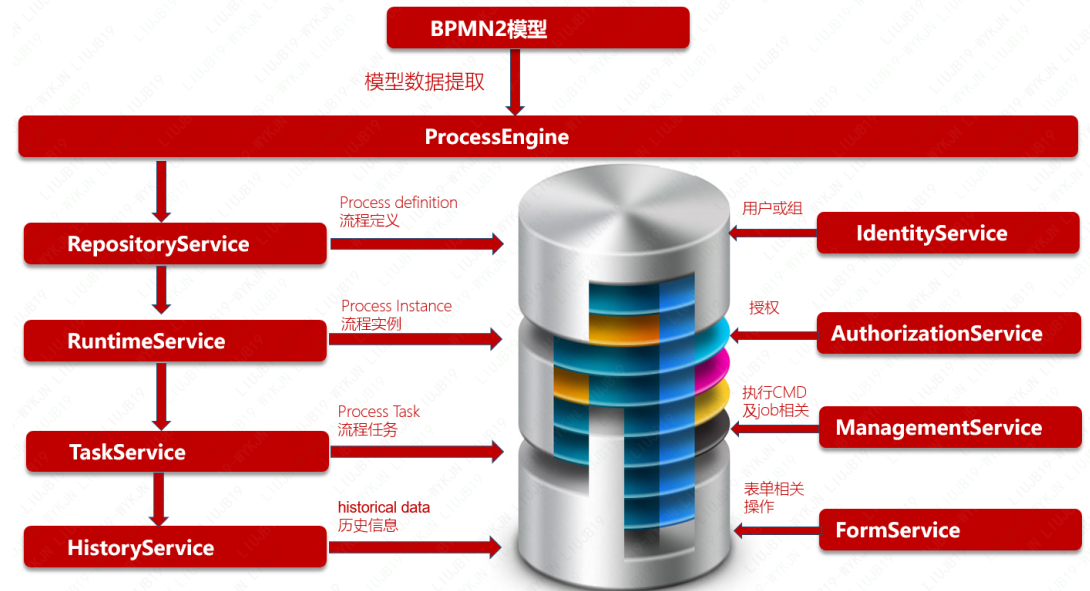 BPMN2模型
模型数据提取
ProcessEngine
RepositoryService
Process definition
流程定义
RuntimeService
Process Instance
流程实例
TaskService
Process Task
流程任务
HistoryService
historical data
历史信息
用户或组
IdentityService
授权
AuthorizationService
执行CMD
及job相关
ManagementService
表单相关
操作
FormService